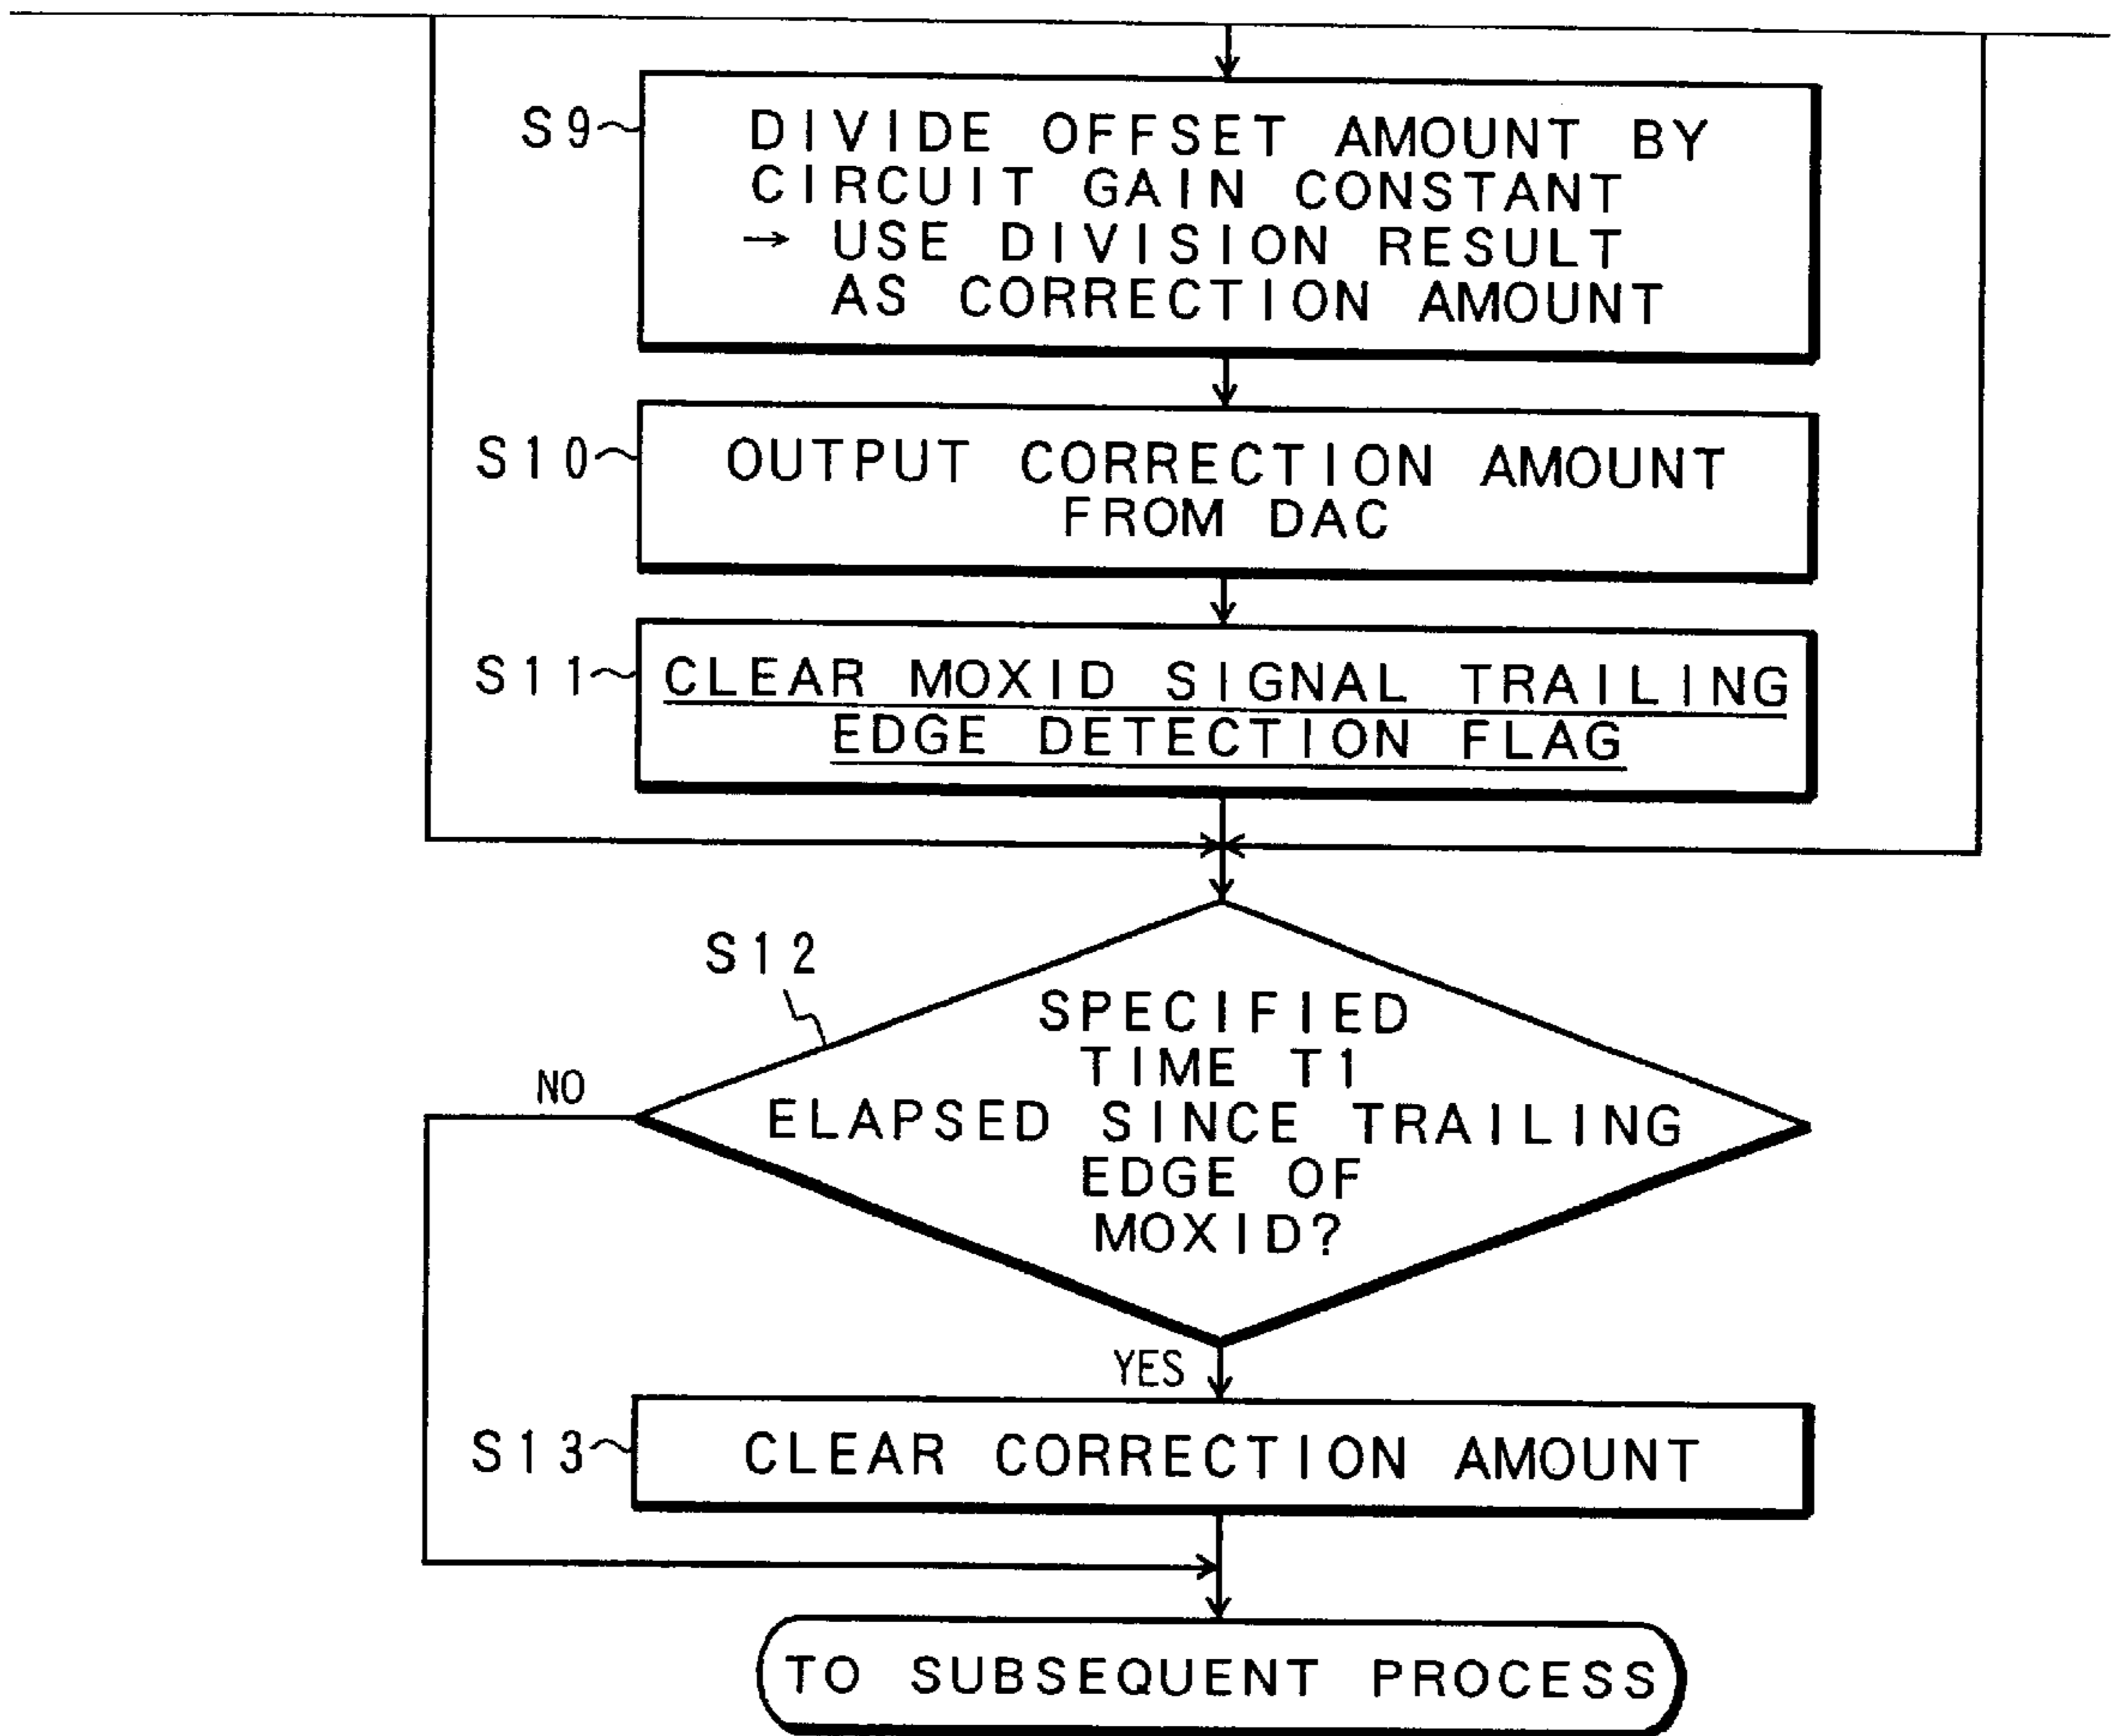 S9
DIVIDE OFFSET AMOUNT BY
CIRCUIT GAIN CONSTANT
→ USE DIVISION RESULT
AS CORRECTION AMOUNT
S10
OUTPUT CORRECTION AMOUNT
FROM DAC
S11
CLEAR MOXID SIGNAL TRAILING
EDGE DETECTION FLAG
S12
SPECIFIED
TIME T1
ELAPSED SINCE TRAILING
EDGE OF
MOXID?
NO
YES
S13
CLEAR CORRECTION AMOUNT
TO SUBSEQUENT PROCESS